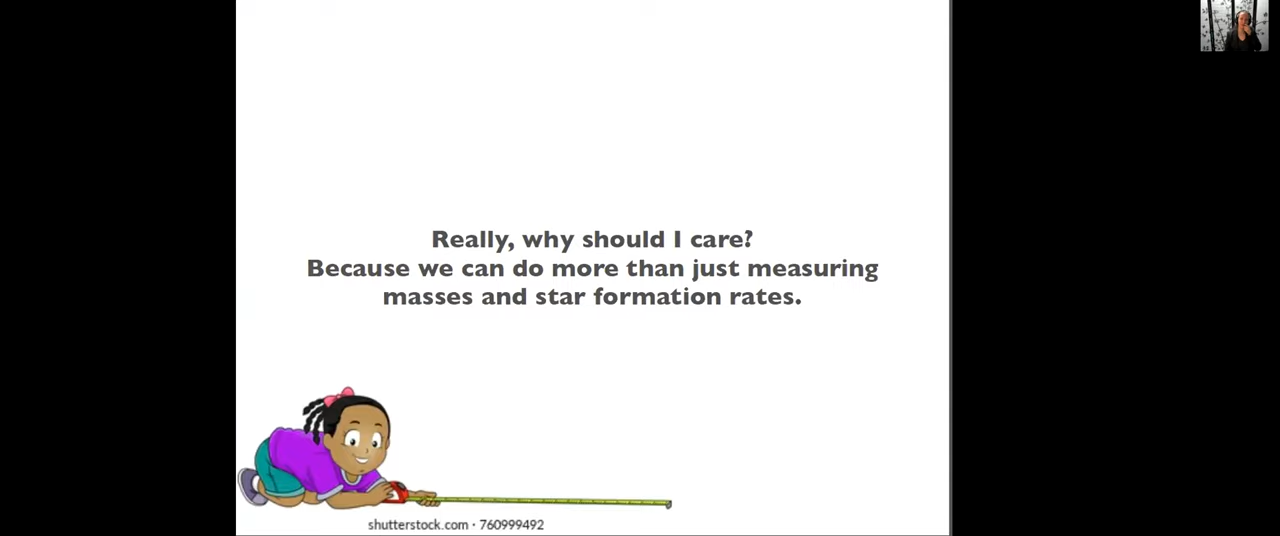 Really, why should I care?
Because we can do more than just measuring
masses and star formation rates.
shutterstock.com · 760999492